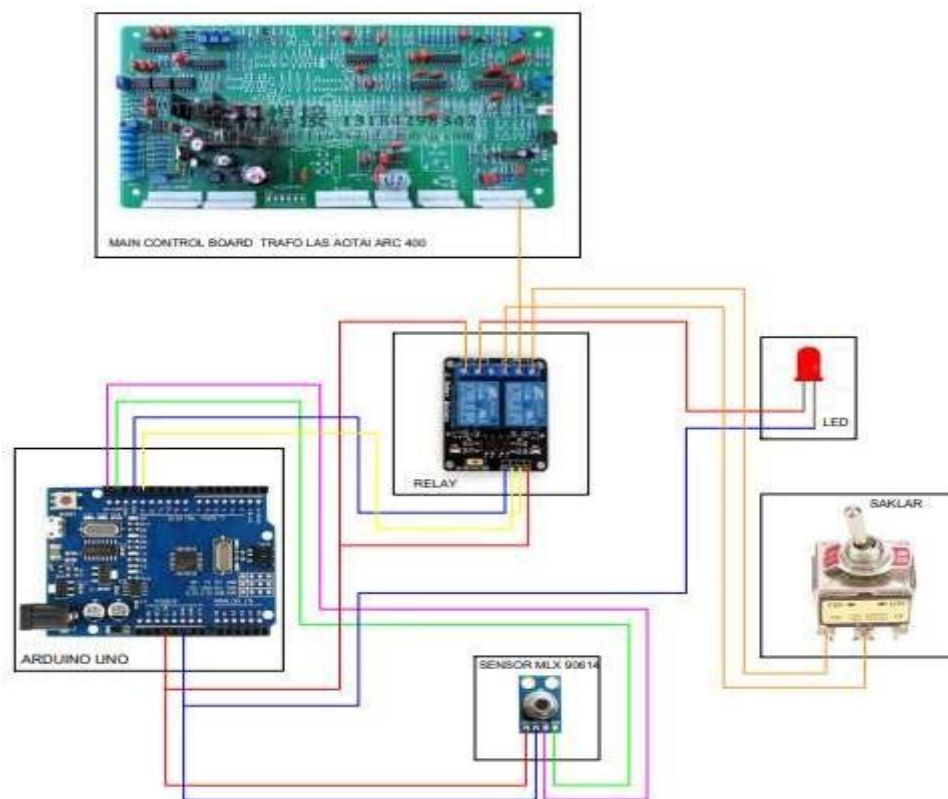 MAIN CONTROL BOARD TRAFO LAS AOTAI ARC 400
RELAY
LED
SAKLAR
ARDUINO UNO
SENSOR MLX 90614